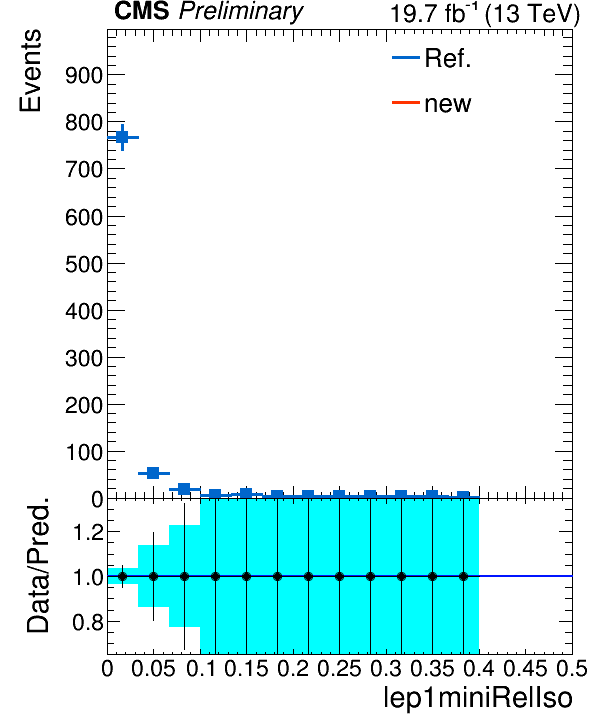 CMS Preliminary 19.7 fb⁻¹ (13 TeV)
Events
Ref.
new
900
800
700
600
500
400
300
200
100
0
Data/Pred.
1.2
1.0
0.8
0 0.05 0.1 0.15 0.2 0.25 0.3 0.35 0.4 0.45 0.5
lep1miniRelIso